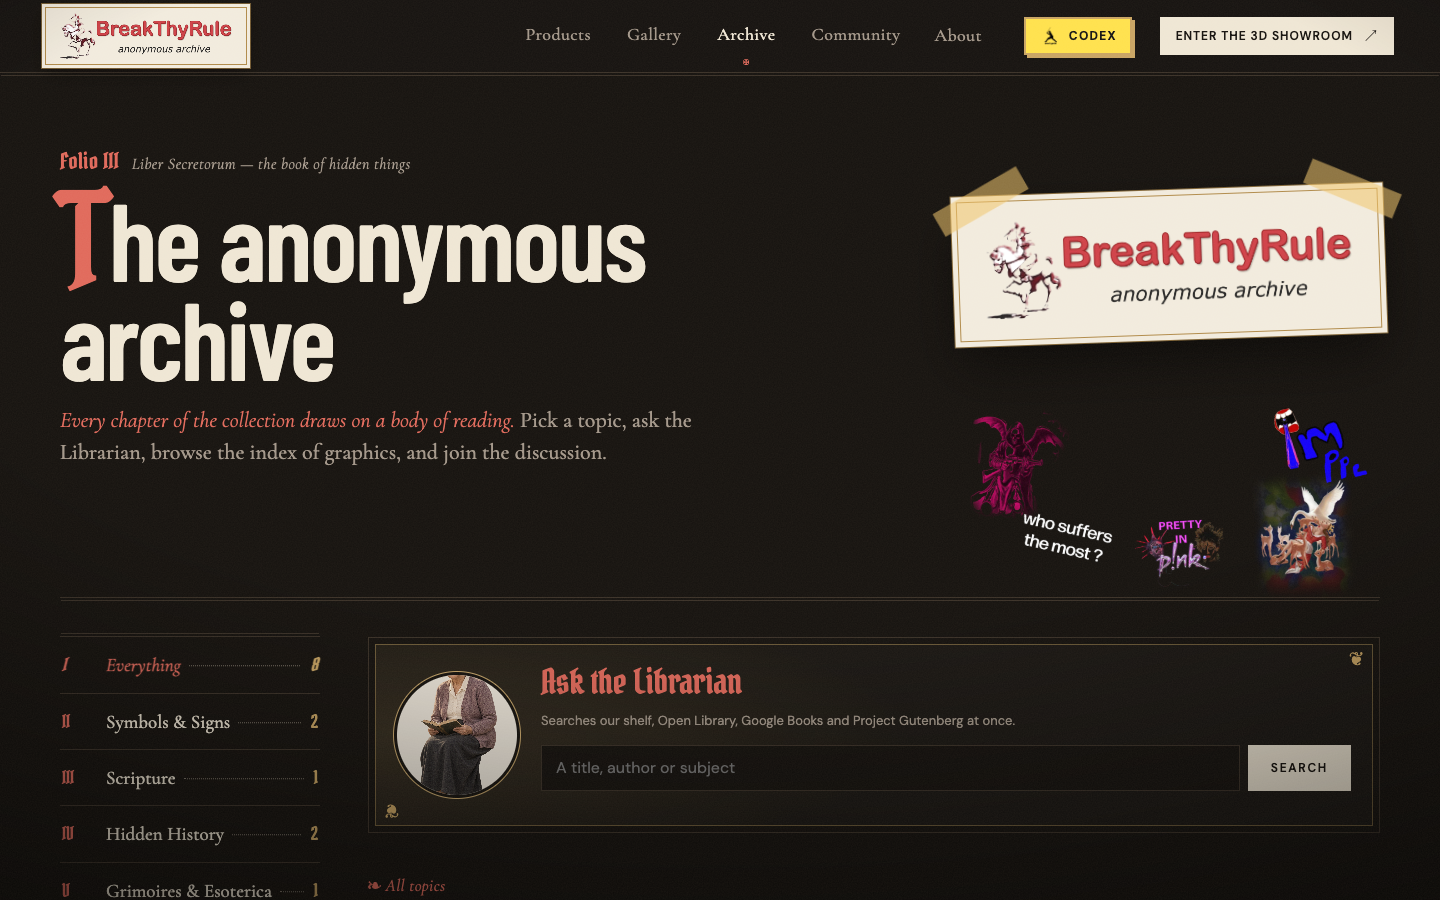 BreakThyRule
anonymous archive
Products
Gallery
Archive
Community
About
CODEX
ENTER THE 3D SHOWROOM
Folio III
Liber Secretorum — the book of hidden things
The anonymous
archive
Every chapter of the collection draws on a body of reading. Pick a topic, ask the
Librarian, browse the index of graphics, and join the discussion.
BreakThyRule
anonymous archive
who suffers
the most ?
PRETTY
IN
p!nk
I Everything 8
II Symbols & Signs 2
III Scripture 1
IV Hidden History 2
V Grimoires & Esoterica 1
Ask the Librarian
Searches our shelf, Open Library, Google Books and Project Gutenberg at once.
A title, author or subject
SEARCH
All topics